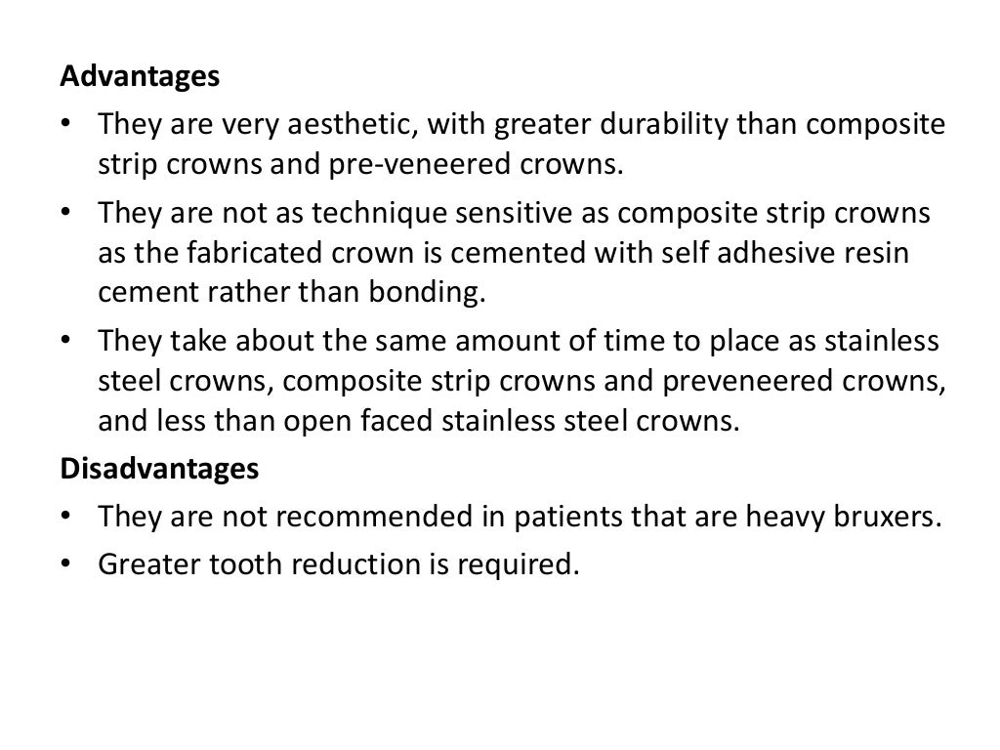 Advantages
• They are very aesthetic, with greater durability than composite
strip crowns and pre-veneered crowns.
• They are not as technique sensitive as composite strip crowns
as the fabricated crown is cemented with self adhesive resin
cement rather than bonding.
• They take about the same amount of time to place as stainless
steel crowns, composite strip crowns and preveneered crowns,
and less than open faced stainless steel crowns.
Disadvantages
• They are not recommended in patients that are heavy bruxers.
• Greater tooth reduction is required.